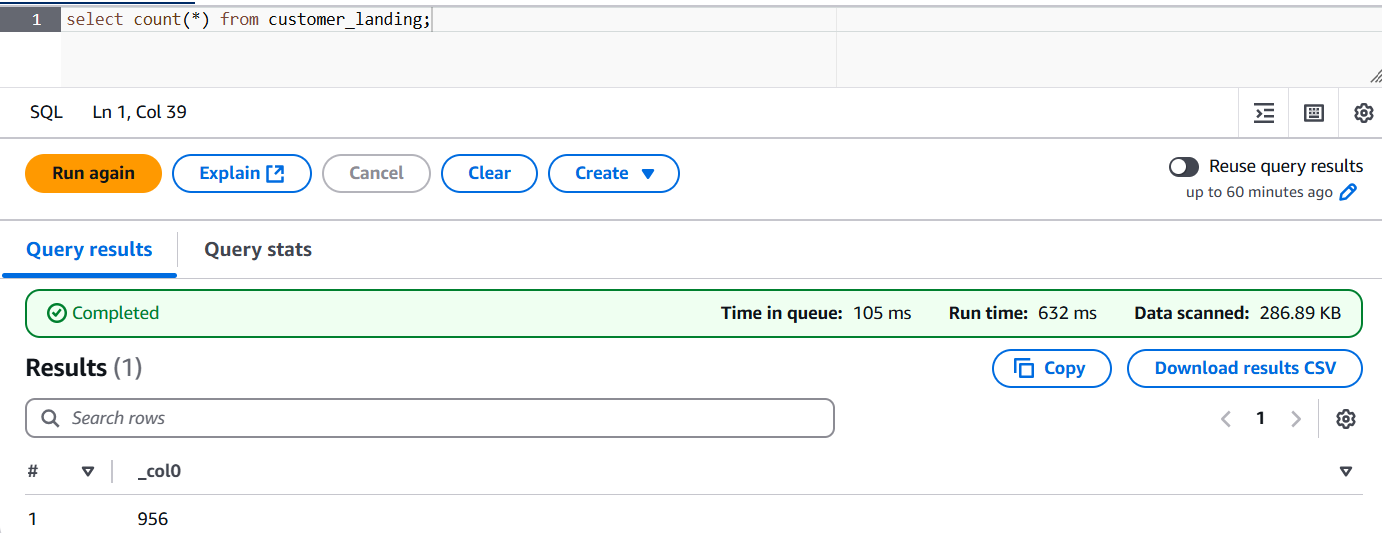 1 select count(*) from customer_landing;
SQL Ln 1, Col 39
Run again Explain Cancel Clear Create Reuse query results
up to 60 minutes ago
Query results Query stats
Completed Time in queue: 105 ms Run time: 632 ms Data scanned: 286.89 KB
Results (1) Copy Download results CSV
Search rows 1
# _col0
1 956